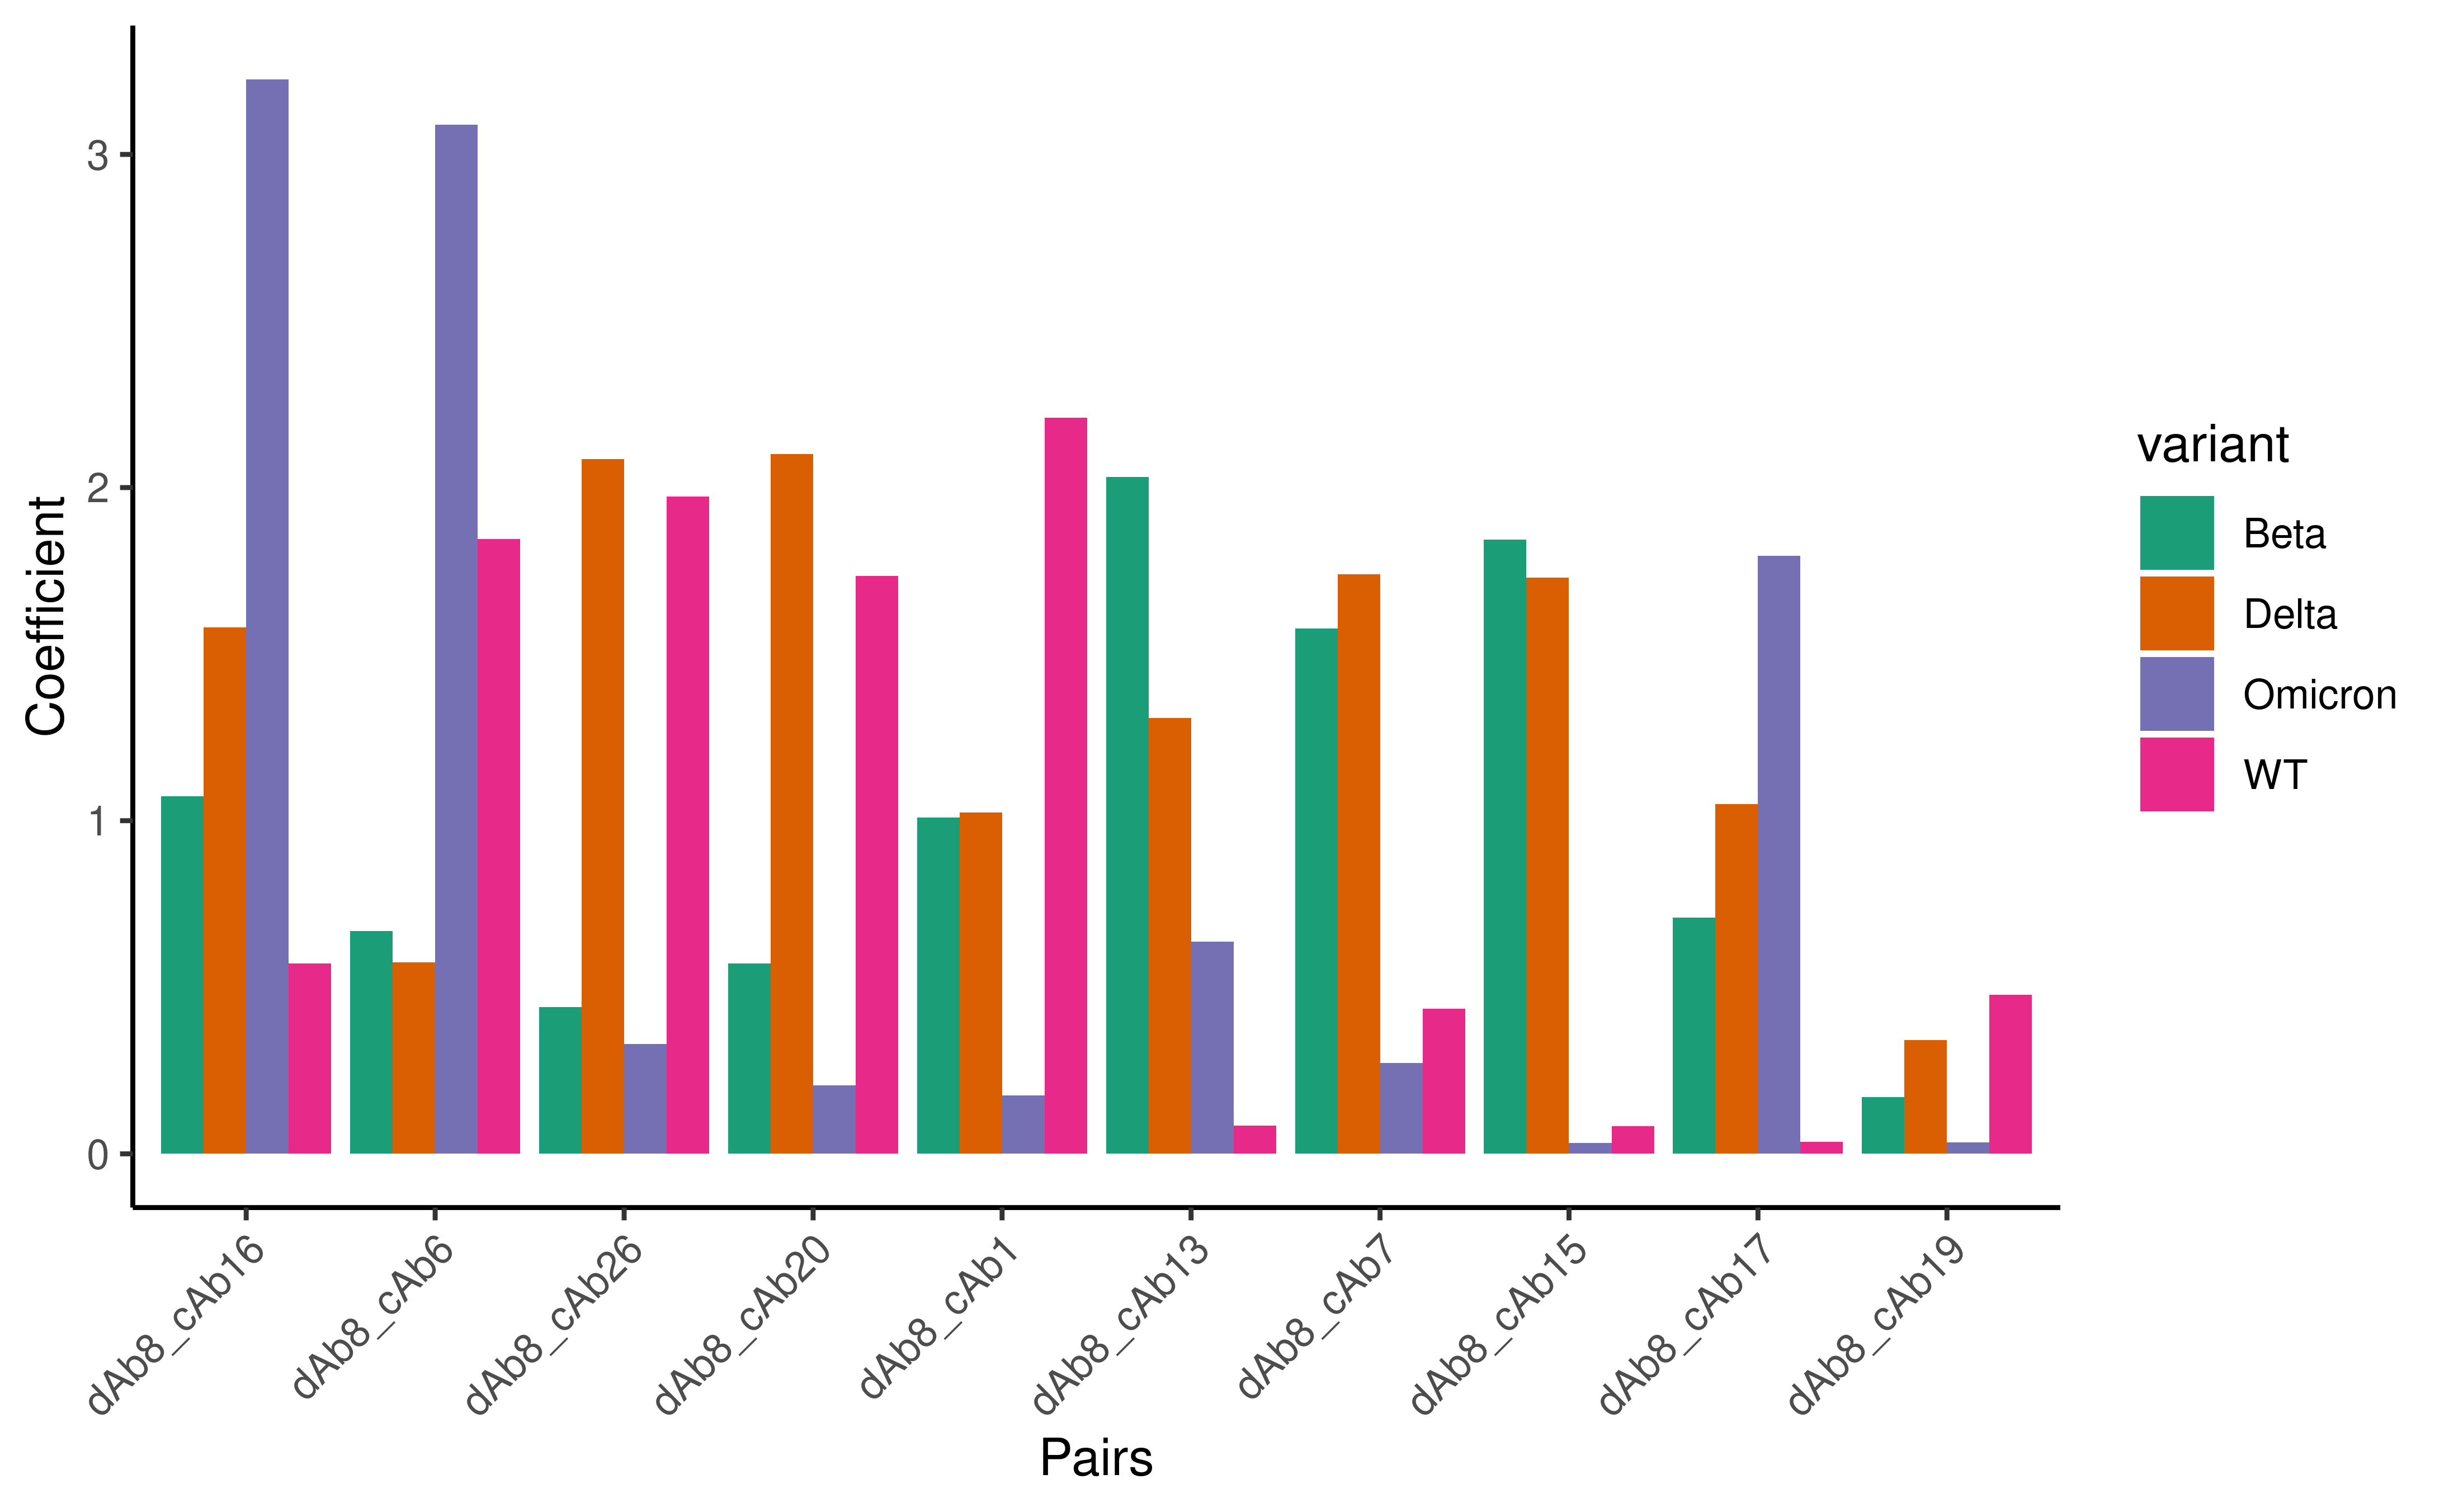 Coefficient
3
2
1
0
dAb8_cAb16
dAb8_cAb6
dAb8_cAb26
dAb8_cAb20
dAb8_cAb1
dAb8_cAb13
dAb8_cAb7
dAb8_cAb15
dAb8_cAb17
dAb8_cAb19
Pairs
variant
Beta
Delta
Omicron
WT